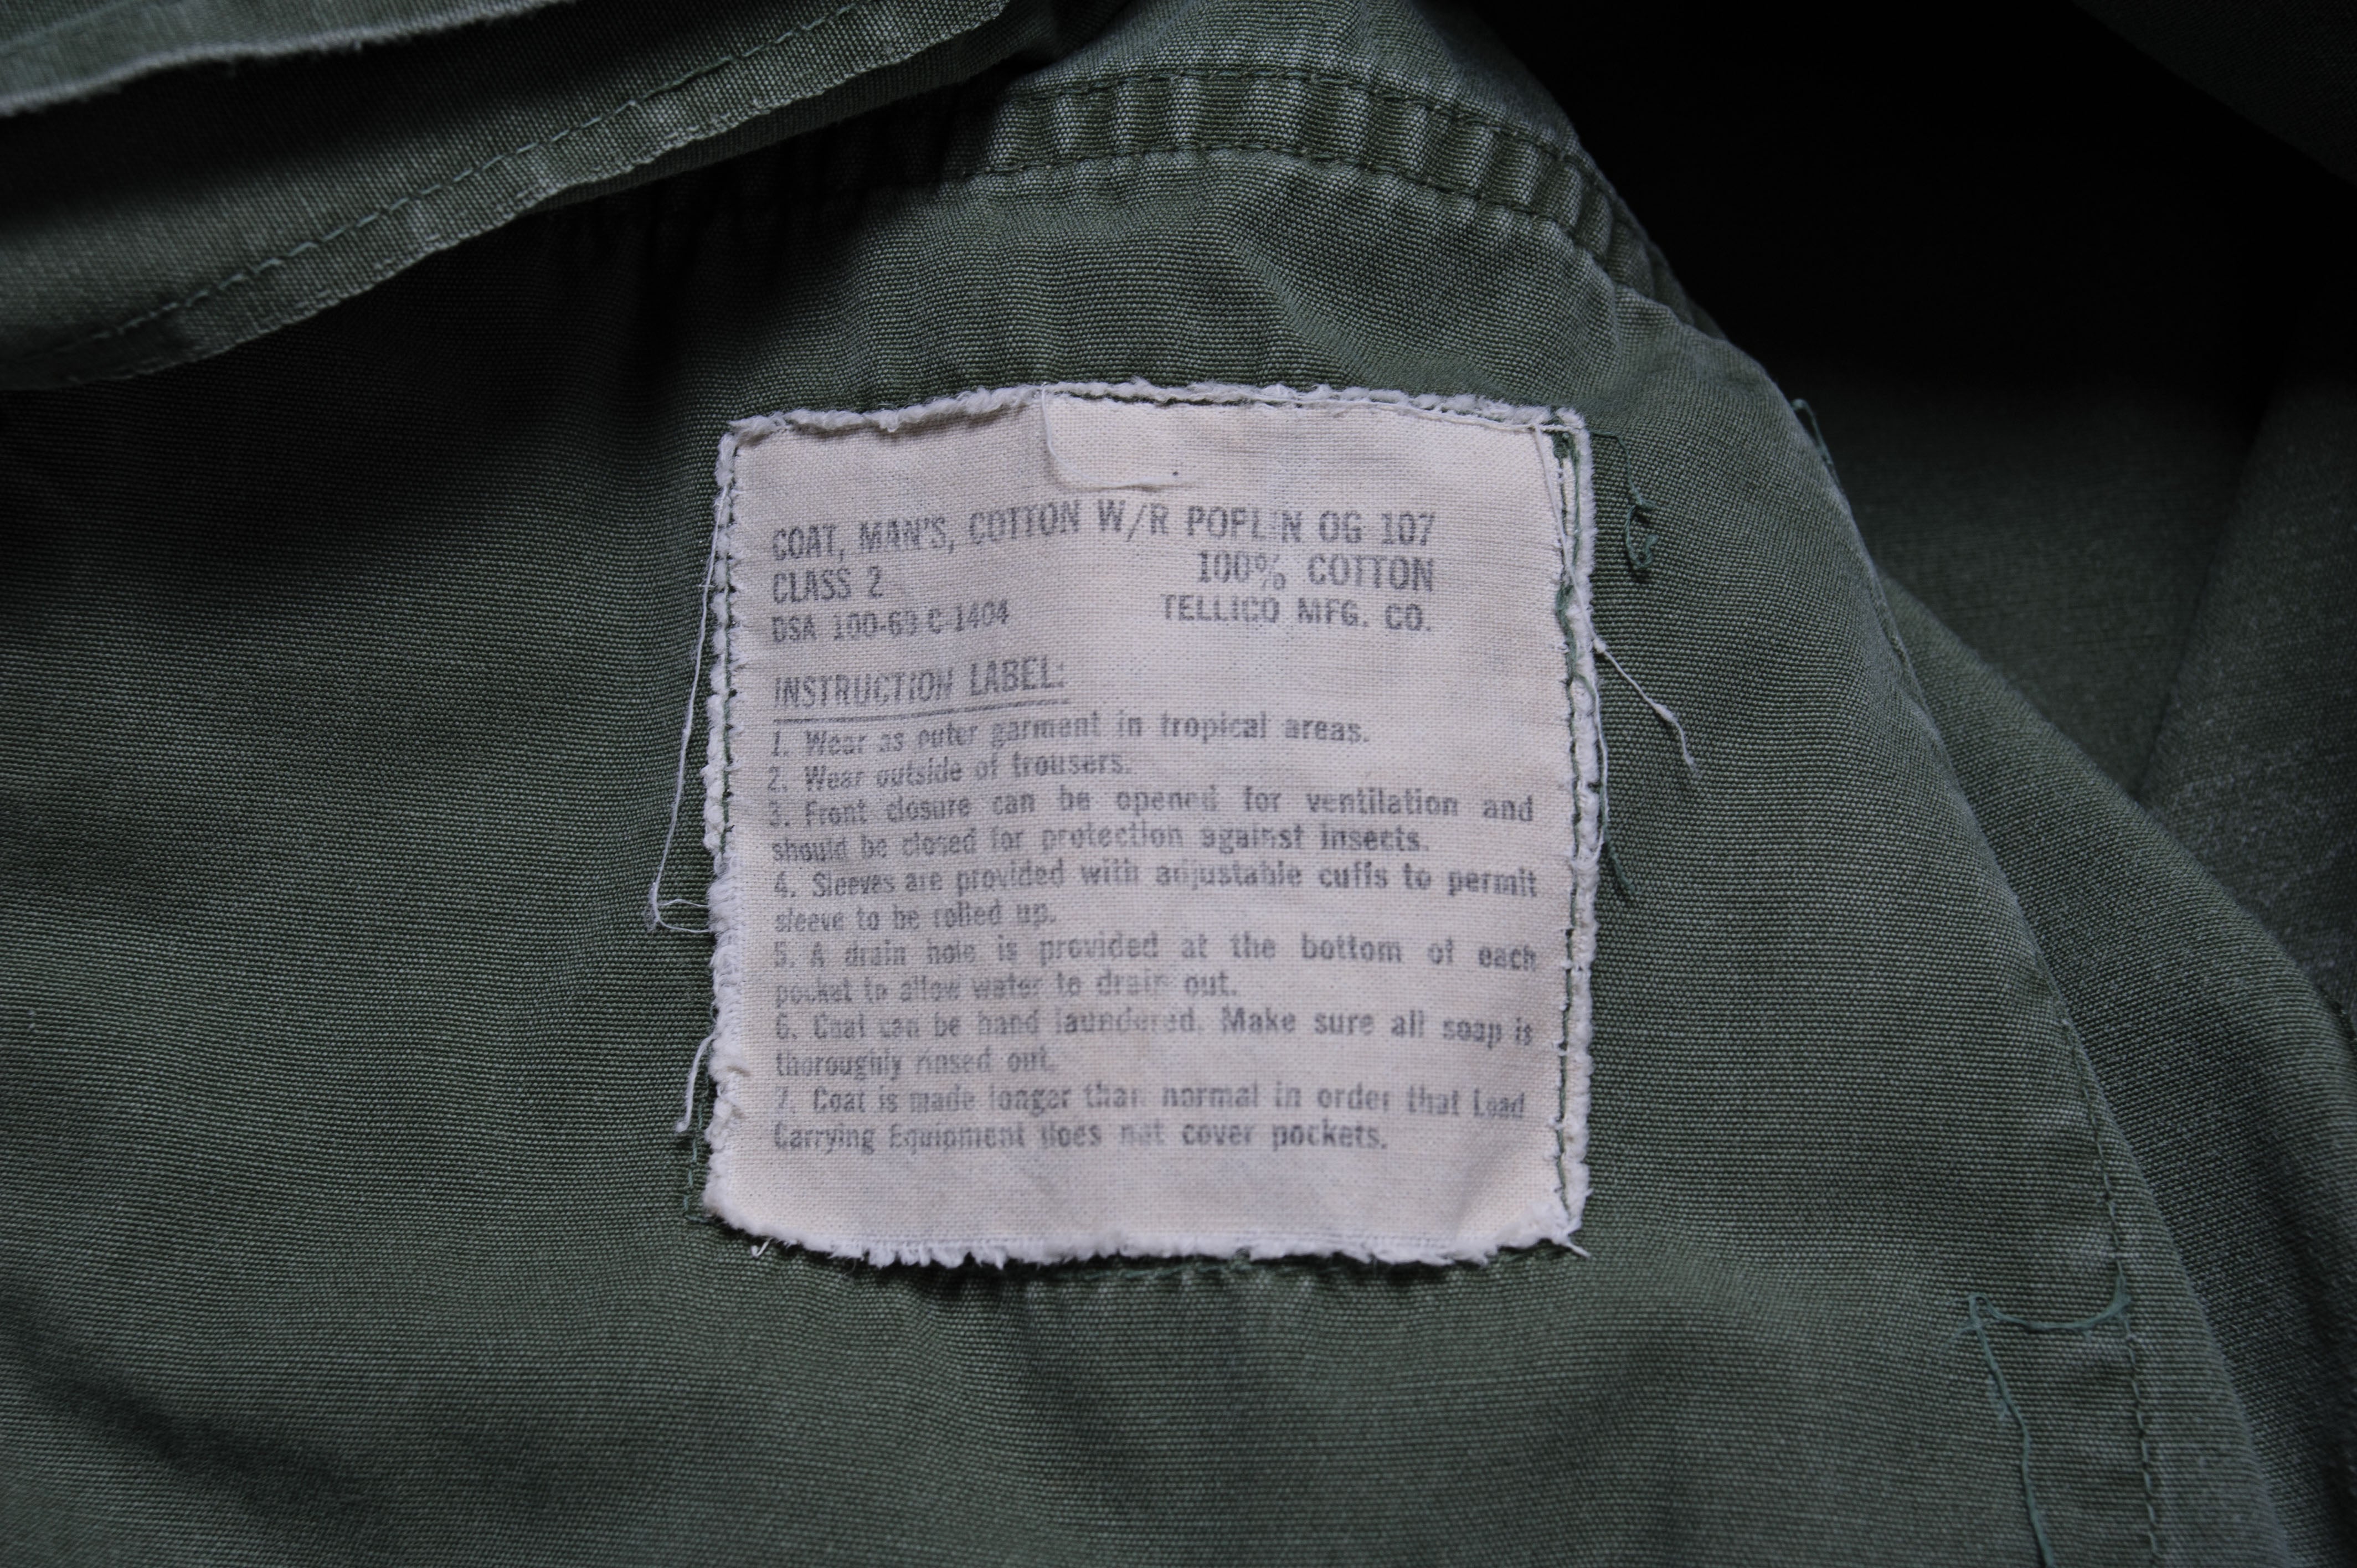 COAT, MAN'S, COTTON W/R POPLIN OG 107
CLASS 2 100% COTTON
DSA 100-69-C-1404 TELLICO MFG. CO.
INSTRUCTION LABEL:
1. Wear as outer garment in tropical areas.
2. Wear outside of trousers.
3. Front closure can be opened for ventilation and
should be closed for protection against insects.
4. Sleeves are provided with adjustable cuffs to permit
sleeve to be rolled up.
5. A drain hole is provided at the bottom of each
pocket to allow water to drain out.
6. Coat can be hand laundered. Make sure all soap is
thoroughly rinsed out.
7. Coat is made longer than normal in order that Load
Carrying Equipment does not cover pockets.